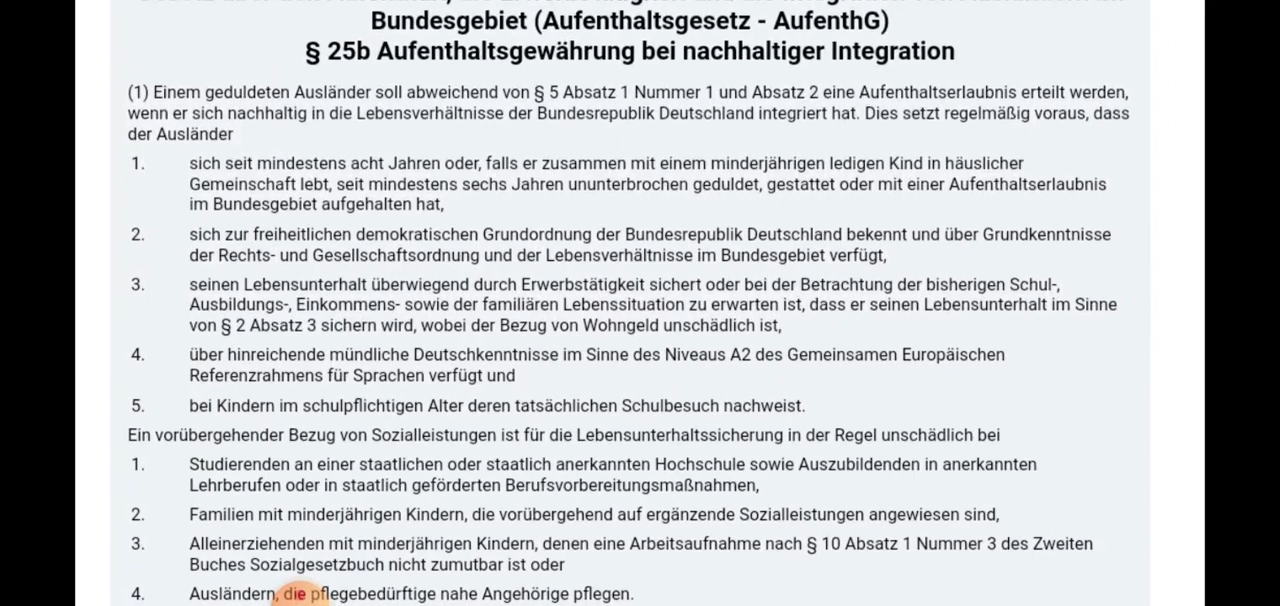 Bundesgebiet (Aufenthaltsgesetz - AufenthG)
§ 25b Aufenthaltsgewährung bei nachhaltiger Integration
(1) Einem geduldeten Ausländer soll abweichend von § 5 Absatz 1 Nummer 1 und Absatz 2 eine Aufenthaltserlaubnis erteilt werden,
wenn er sich nachhaltig in die Lebensverhältnisse der Bundesrepublik Deutschland integriert hat. Dies setzt regelmäßig voraus, dass
der Ausländer
1. sich seit mindestens acht Jahren oder, falls er zusammen mit einem minderjährigen ledigen Kind in häuslicher
Gemeinschaft lebt, seit mindestens sechs Jahren ununterbrochen geduldet, gestattet oder mit einer Aufenthaltserlaubnis
im Bundesgebiet aufgehalten hat,
2. sich zur freiheitlichen demokratischen Grundordnung der Bundesrepublik Deutschland bekennt und über Grundkenntnisse
der Rechts- und Gesellschaftsordnung und der Lebensverhältnisse im Bundesgebiet verfügt,
3. seinen Lebensunterhalt überwiegend durch Erwerbstätigkeit sichert oder bei der Betrachtung der bisherigen Schul-,
Ausbildungs-, Einkommens- sowie der familiären Lebenssituation zu erwarten ist, dass er seinen Lebensunterhalt im Sinne
von § 2 Absatz 3 sichern wird, wobei der Bezug von Wohngeld unschädlich ist,
4. über hinreichende mündliche Deutschkenntnisse im Sinne des Niveaus A2 des Gemeinsamen Europäischen
Referenzrahmens für Sprachen verfügt und
5. bei Kindern im schulpflichtigen Alter deren tatsächlichen Schulbesuch nachweist.
Ein vorübergehender Bezug von Sozialleistungen ist für die Lebensunterhaltssicherung in der Regel unschädlich bei
1. Studierenden an einer staatlichen oder staatlich anerkannten Hochschule sowie Auszubildenden in anerkannten
Lehrberufen oder in staatlich geförderten Berufsvorbereitungsmaßnahmen,
2. Familien mit minderjährigen Kindern, die vorübergehend auf ergänzende Sozialleistungen angewiesen sind,
3. Alleinerziehenden mit minderjährigen Kindern, denen eine Arbeitsaufnahme nach § 10 Absatz 1 Nummer 3 des Zweiten
Buches Sozialgesetzbuch nicht zumutbar ist oder
4. Ausländern, die pflegebedürftige nahe Angehörige pflegen.